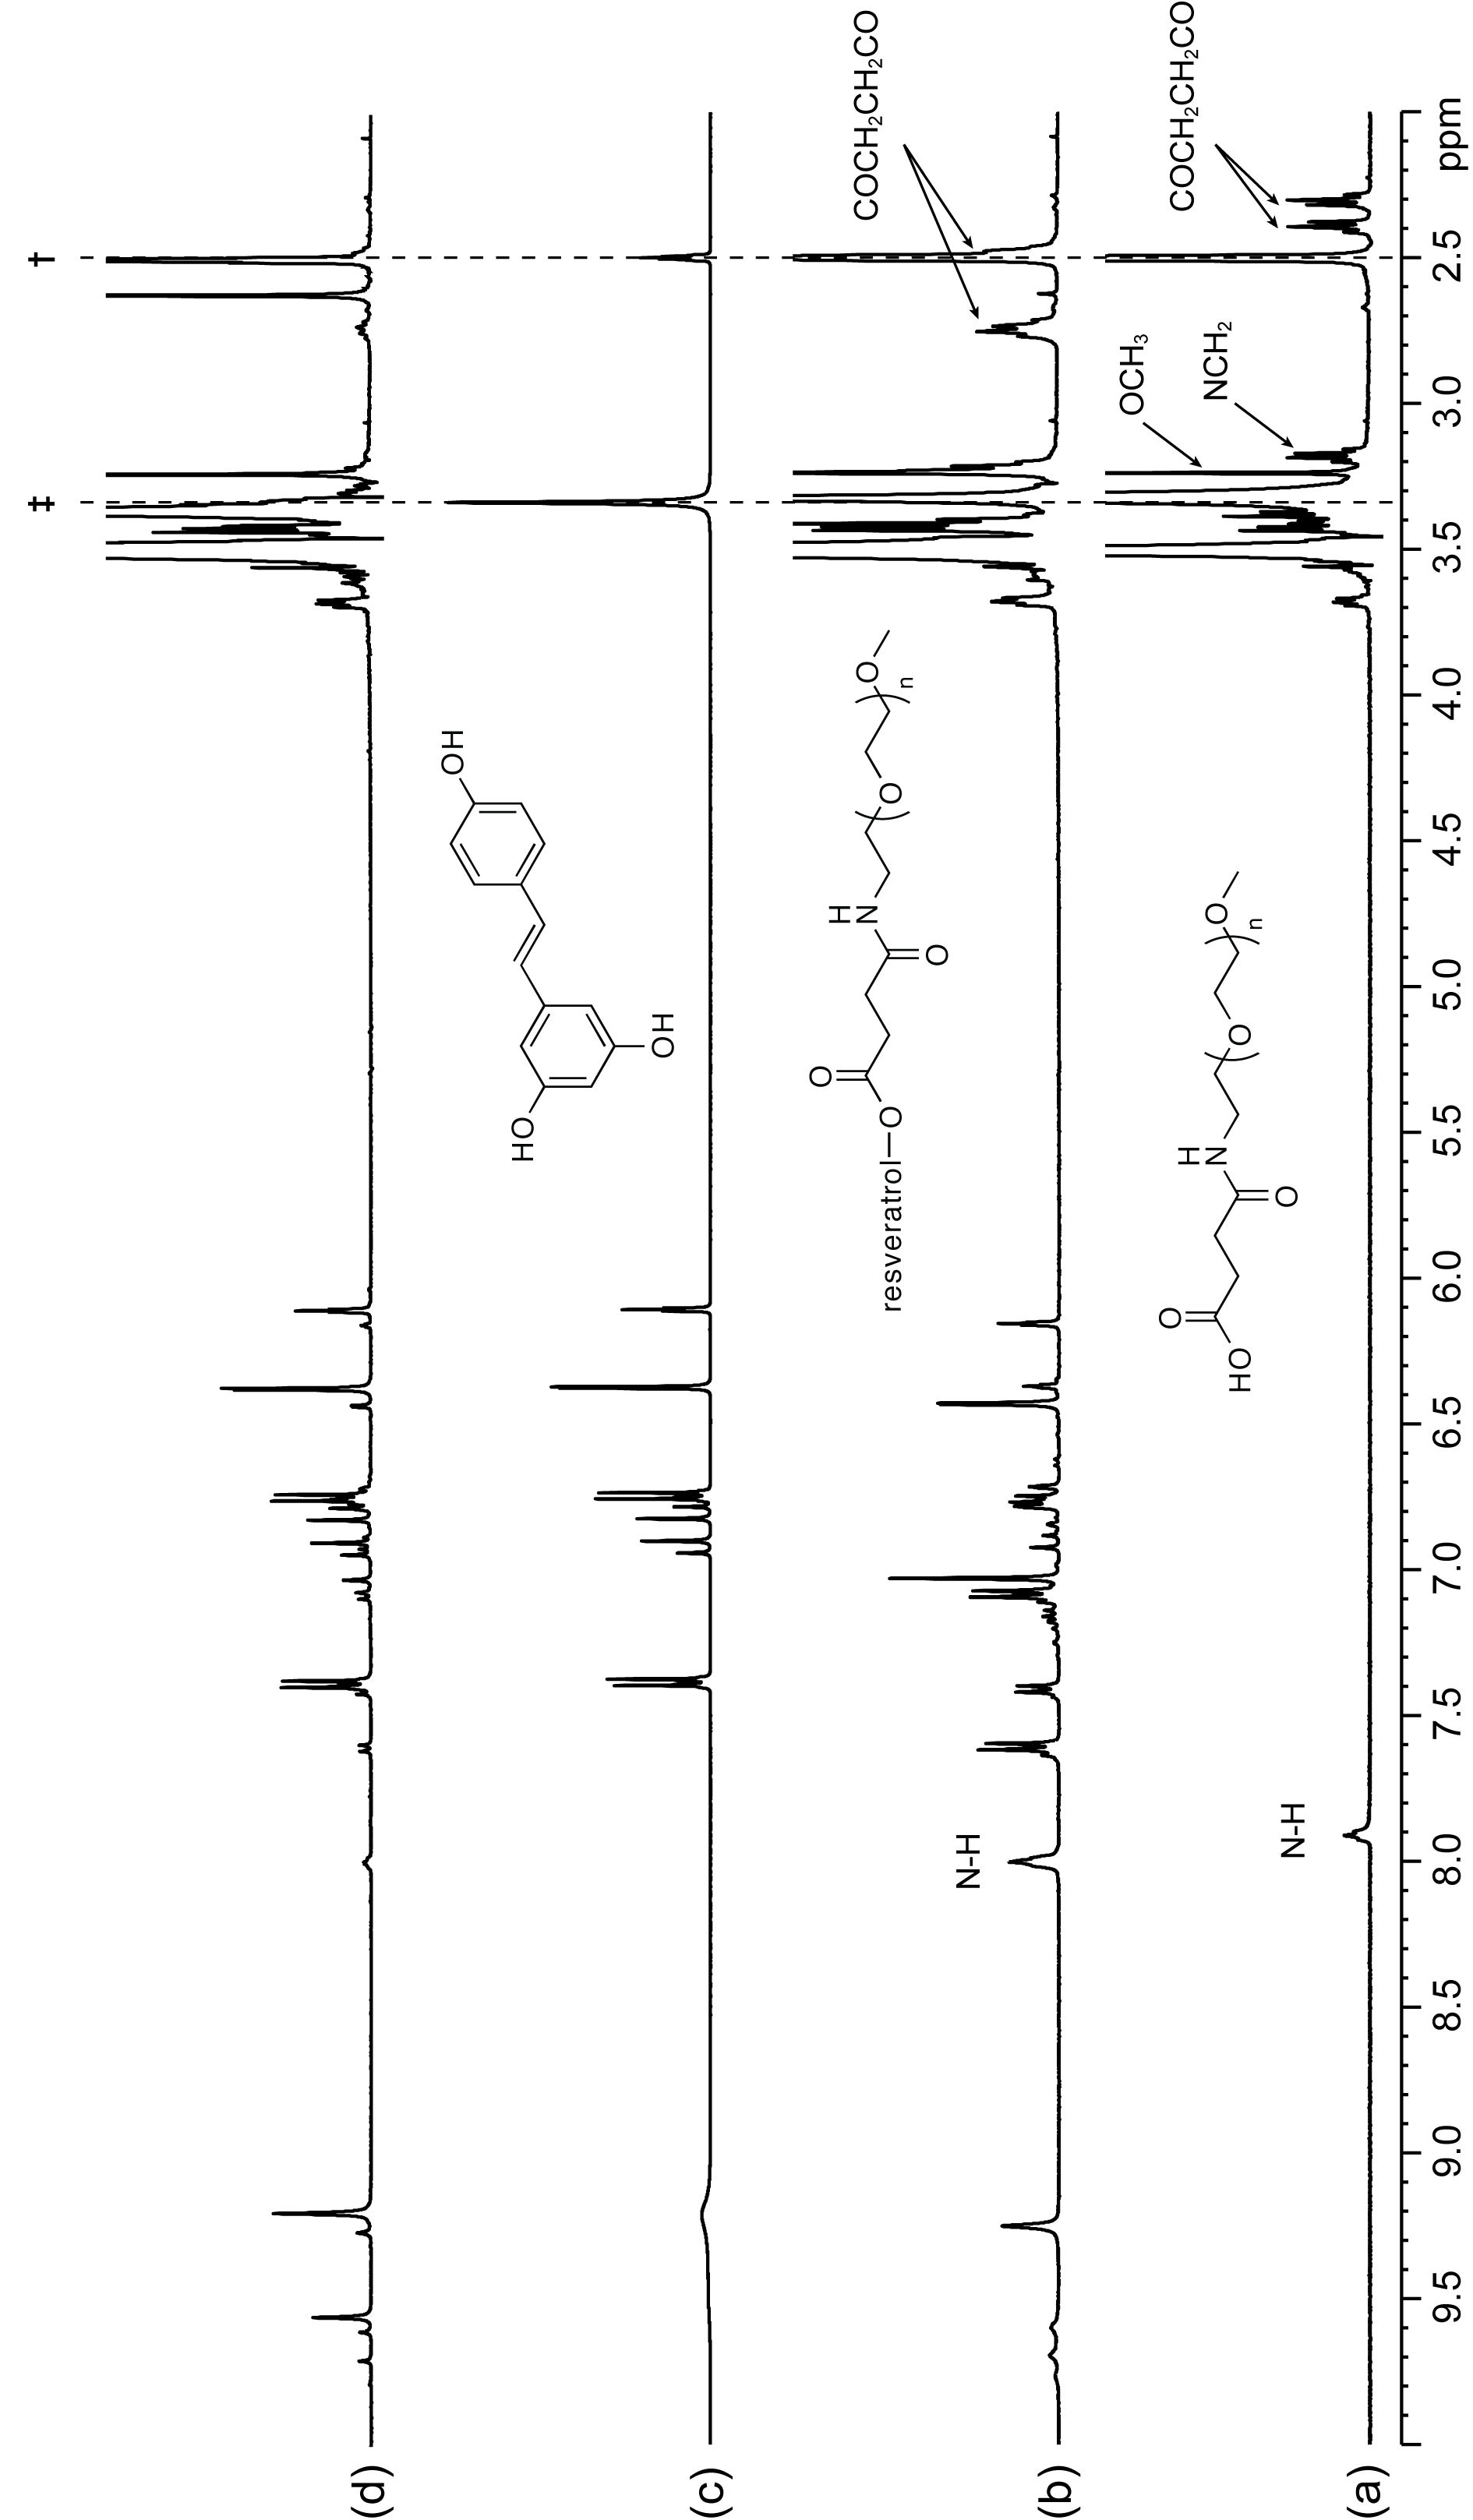 †
‡
(d)
OH
HO
OH
(c)
COCH₂CH₂CO
O
n
O
H
N
O
O
resveratrol—O
N-H
(b)
COCH₂CH₂CO
OCH₃
NCH₂
O
n
O
H
N
O
O
HO
N-H
(a)
9.5 9.0 8.5 8.0 7.5 7.0 6.5 6.0 5.5 5.0 4.5 4.0 3.5 3.0 2.5 ppm